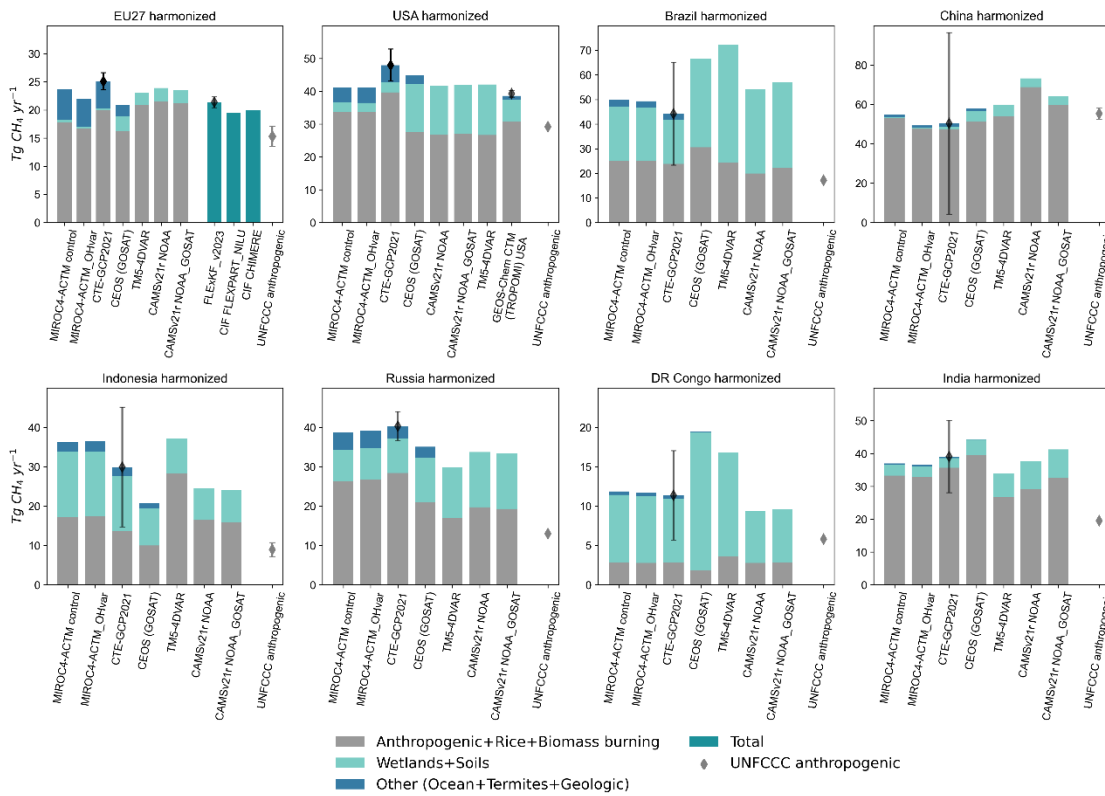 EU27 harmonized
Tg CH₄ yr⁻¹
35
30
25
20
15
10
5
0
MIROC4-ACTM control
MIROC4-ACTM_OHvar
CTE-GCP2021
CEOS (GOSAT)
TM5-4DVAR
CAMSv21r NOAA
CAMSv21r NOAA_GOSAT
FLExKF_v2023
CIF FLEXPART_NILU
CIF CHIMERE
UNFCCC anthropogenic
USA harmonized
60
50
40
30
20
10
0
MIROC4-ACTM control
MIROC4-ACTM_OHvar
CTE-GCP2021
CEOS (GOSAT)
CAMSv21r NOAA
CAMSv21r NOAA_GOSAT
TM5-4DVAR
GEOS-Chem CTM
(TROPOMI) USA
UNFCCC anthropogenic
Brazil harmonized
70
60
50
40
30
20
10
0
MIROC4-ACTM control
MIROC4-ACTM_OHvar
CTE-GCP2021
CEOS (GOSAT)
TM5-4DVAR
CAMSv21r NOAA
CAMSv21r NOAA_GOSAT
UNFCCC anthropogenic
China harmonized
100
80
60
40
20
0
MIROC4-ACTM control
MIROC4-ACTM_OHvar
CTE-GCP2021
CEOS (GOSAT)
TM5-4DVAR
CAMSv21r NOAA
CAMSv21r NOAA_GOSAT
UNFCCC anthropogenic
Indonesia harmonized
Tg CH₄ yr⁻¹
40
30
20
10
0
MIROC4-ACTM control
MIROC4-ACTM_OHvar
CTE-GCP2021
CEOS (GOSAT)
TM5-4DVAR
CAMSv21r NOAA
CAMSv21r NOAA_GOSAT
UNFCCC anthropogenic
Russia harmonized
50
40
30
20
10
0
MIROC4-ACTM control
MIROC4-ACTM_OHvar
CTE-GCP2021
CEOS (GOSAT)
TM5-4DVAR
CAMSv21r NOAA
CAMSv21r NOAA_GOSAT
UNFCCC anthropogenic
DR Congo harmonized
25
20
15
10
5
0
MIROC4-ACTM control
MIROC4-ACTM_OHvar
CTE-GCP2021
CEOS (GOSAT)
TM5-4DVAR
CAMSv21r NOAA
CAMSv21r NOAA_GOSAT
UNFCCC anthropogenic
India harmonized
50
40
30
20
10
0
MIROC4-ACTM control
MIROC4-ACTM_OHvar
CTE-GCP2021
CEOS (GOSAT)
TM5-4DVAR
CAMSv21r NOAA
CAMSv21r NOAA_GOSAT
UNFCCC anthropogenic
Anthropogenic+Rice+Biomass burning
Wetlands+Soils
Other (Ocean+Termites+Geologic)
Total
UNFCCC anthropogenic